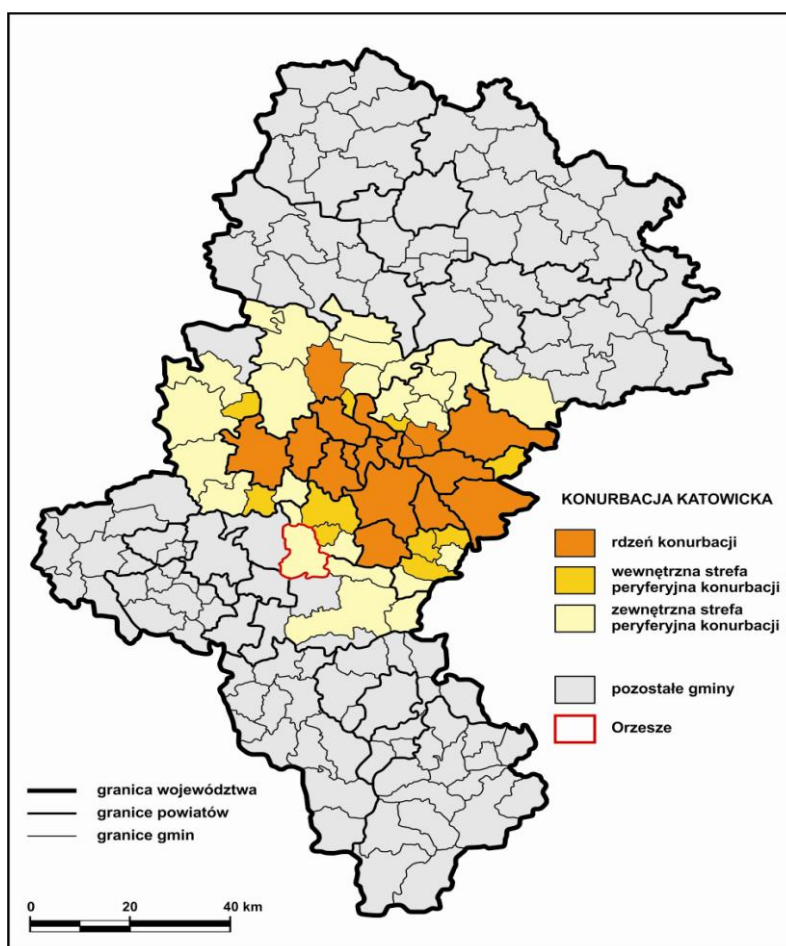 KONURBACJA KATOWICKA
rdzeń konurbacji
wewnętrzna strefa
peryferyjna konurbacji
zewnętrzna strefa
peryferyjna konurbacji
pozostałe gminy
Orzesze
granica województwa
granice powiatów
granice gmin
0 20 40 km